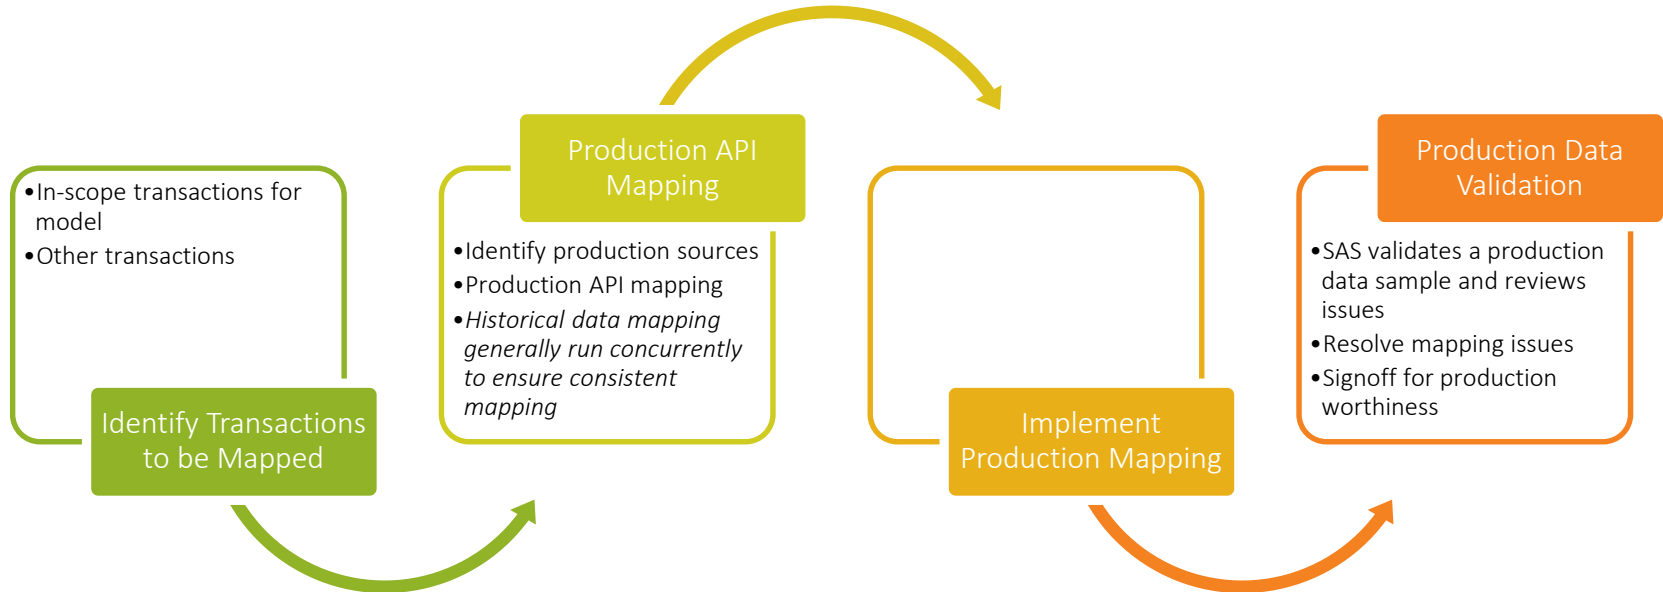 •In-scope transactions for
model
•Other transactions
Identify Transactions
to be Mapped
Production API
Mapping
•Identify production sources
•Production API mapping
•Historical data mapping
generally run concurrently
to ensure consistent
mapping
Implement
Production Mapping
Production Data
Validation
•SAS validates a production
data sample and reviews
issues
•Resolve mapping issues
•Signoff for production
worthiness